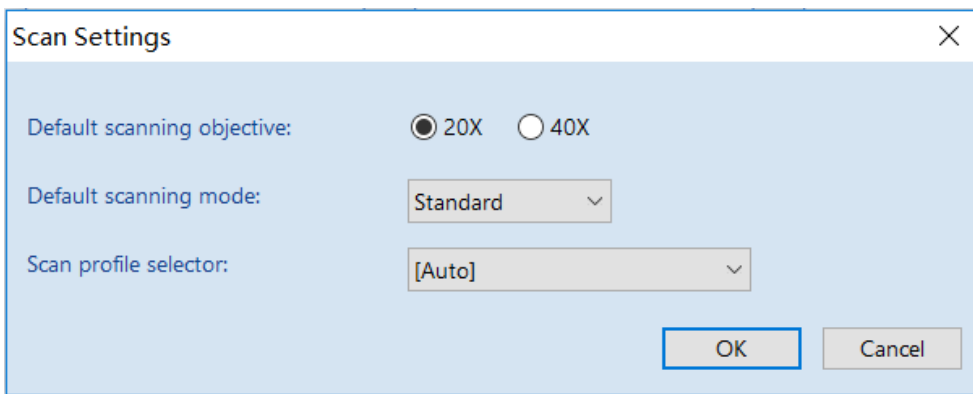 Scan Settings
Default scanning objective: 20X 40X
Default scanning mode: Standard
Scan profile selector: [Auto]
OK Cancel